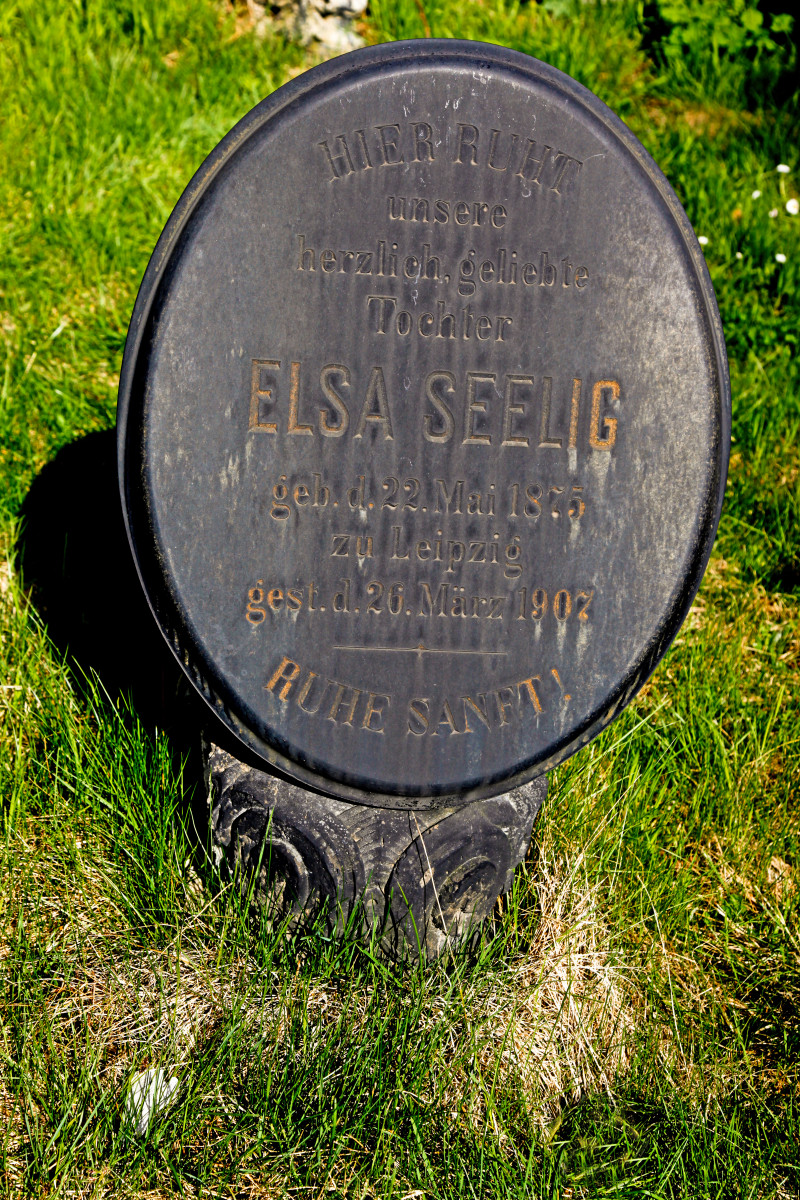 HIER RUHT
unsere
herzlich, geliebte
Tochter
ELSA SEELIG
geb. d. 22. Mai 1875
zu Leipzig
gest. d. 26. März 1907
RUHE SANFT!